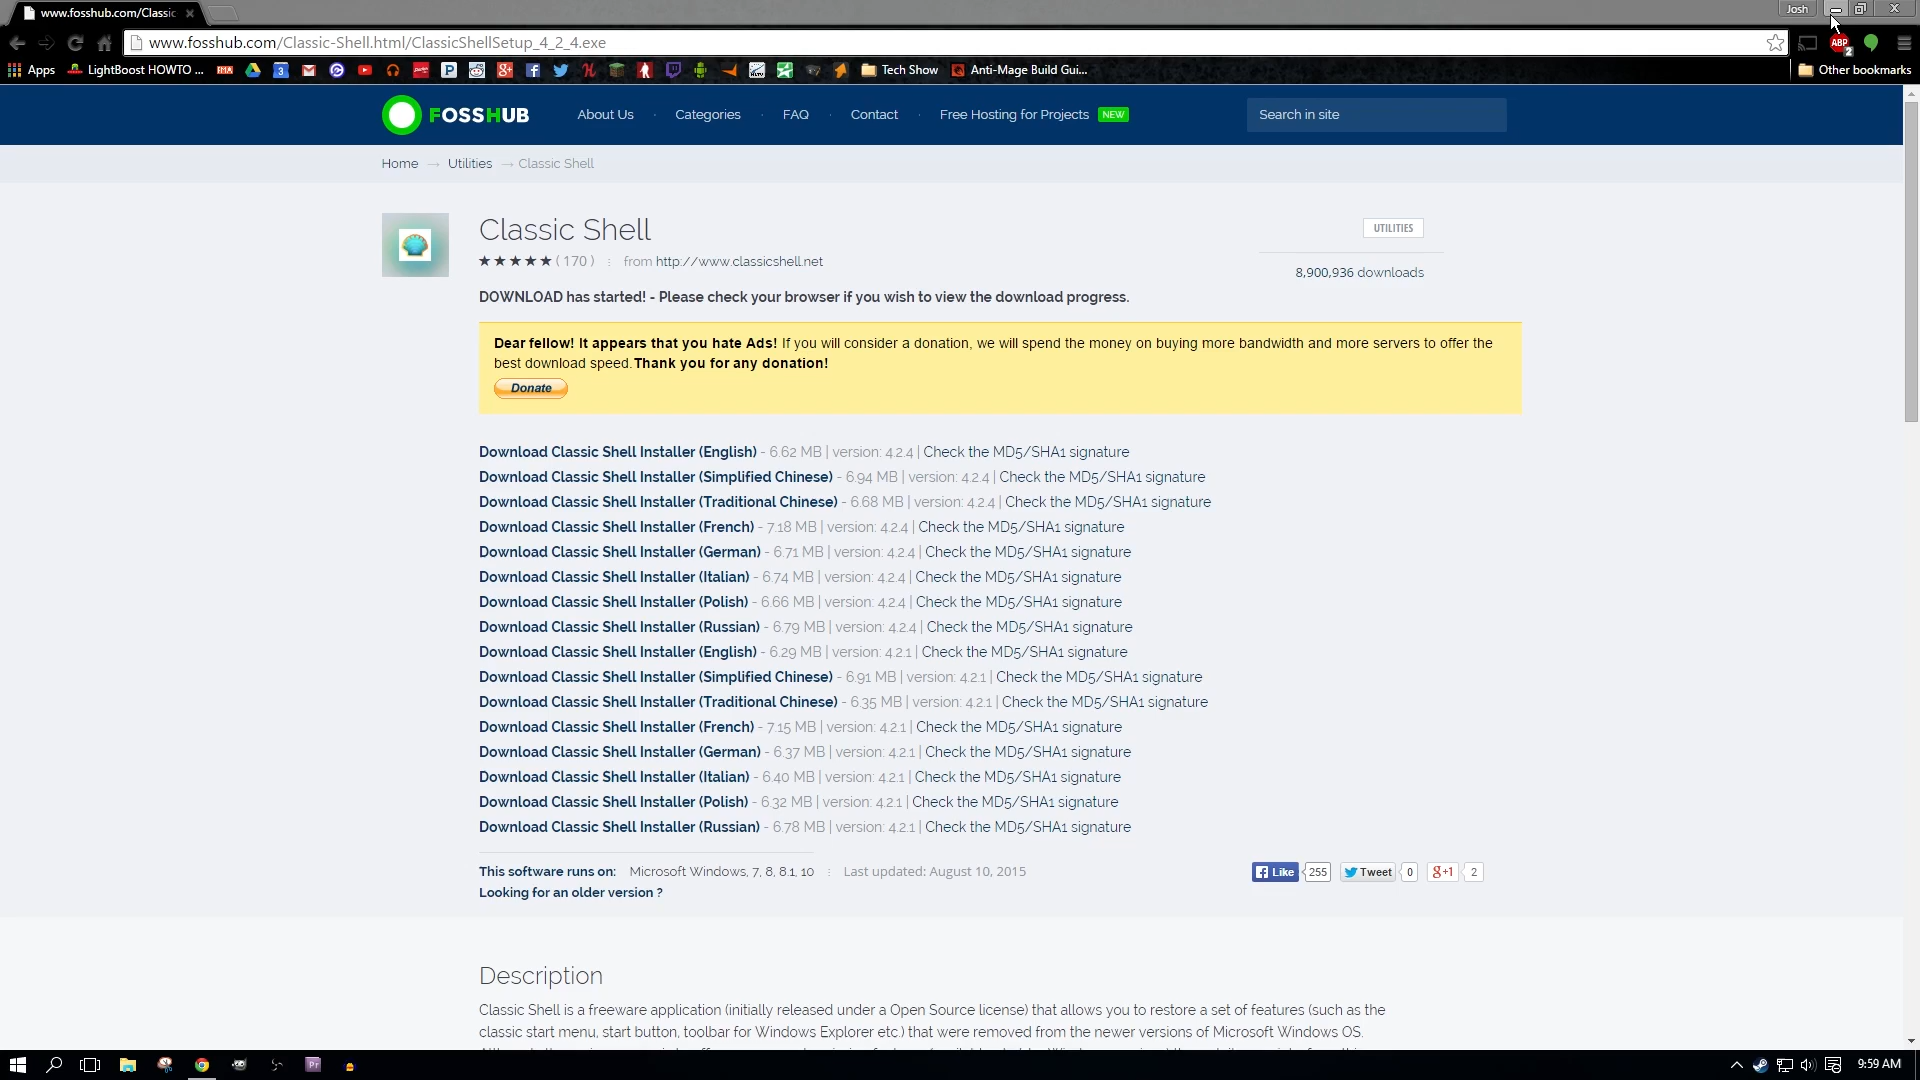 www.fosshub.com/Classic
Josh
www.fosshub.com/Classic-Shell.html/ClassicShellSetup_4_2_4.exe
ABP
2
Apps
LightBoost HOWTO ...
3
Tech Show
Anti-Mage Build Gui...
Other bookmarks
FOSSHUB
About Us
Categories
FAQ
Contact
Free Hosting for Projects NEW
Search in site
Home → Utilities → Classic Shell
Classic Shell
UTILITIES
★★★★★ ( 170 ) from http://www.classicshell.net
8,900,936 downloads
DOWNLOAD has started! - Please check your browser if you wish to view the download progress.
Dear fellow! It appears that you hate Ads! If you will consider a donation, we will spend the money on buying more bandwidth and more servers to offer the
best download speed.Thank you for any donation!
Donate
Download Classic Shell Installer (English) - 6.62 MB | version: 4.2.4 | Check the MD5/SHA1 signature
Download Classic Shell Installer (Simplified Chinese) - 6.94 MB | version: 4.2.4 | Check the MD5/SHA1 signature
Download Classic Shell Installer (Traditional Chinese) - 6.68 MB | version: 4.2.4 | Check the MD5/SHA1 signature
Download Classic Shell Installer (French) - 7.18 MB | version: 4.2.4 | Check the MD5/SHA1 signature
Download Classic Shell Installer (German) - 6.71 MB | version: 4.2.4 | Check the MD5/SHA1 signature
Download Classic Shell Installer (Italian) - 6.74 MB | version: 4.2.4 | Check the MD5/SHA1 signature
Download Classic Shell Installer (Polish) - 6.66 MB | version: 4.2.4 | Check the MD5/SHA1 signature
Download Classic Shell Installer (Russian) - 6.79 MB | version: 4.2.4 | Check the MD5/SHA1 signature
Download Classic Shell Installer (English) - 6.29 MB | version: 4.2.1 | Check the MD5/SHA1 signature
Download Classic Shell Installer (Simplified Chinese) - 6.91 MB | version: 4.2.1 | Check the MD5/SHA1 signature
Download Classic Shell Installer (Traditional Chinese) - 6.35 MB | version: 4.2.1 | Check the MD5/SHA1 signature
Download Classic Shell Installer (French) - 7.15 MB | version: 4.2.1 | Check the MD5/SHA1 signature
Download Classic Shell Installer (German) - 6.37 MB | version: 4.2.1 | Check the MD5/SHA1 signature
Download Classic Shell Installer (Italian) - 6.40 MB | version: 4.2.1 | Check the MD5/SHA1 signature
Download Classic Shell Installer (Polish) - 6.32 MB | version: 4.2.1 | Check the MD5/SHA1 signature
Download Classic Shell Installer (Russian) - 6.78 MB | version: 4.2.1 | Check the MD5/SHA1 signature
This software runs on: Microsoft Windows, 7, 8, 8.1, 10 Last updated: August 10, 2015
Like 255 Tweet 0 g+1 2
Looking for an older version ?
Description
Classic Shell is a freeware application (initially released under a Open Source license) that allows you to restore a set of features (such as the
classic start menu, start button, toolbar for Windows Explorer etc.) that were removed from the newer versions of Microsoft Windows OS.
Pr
9:59 AM